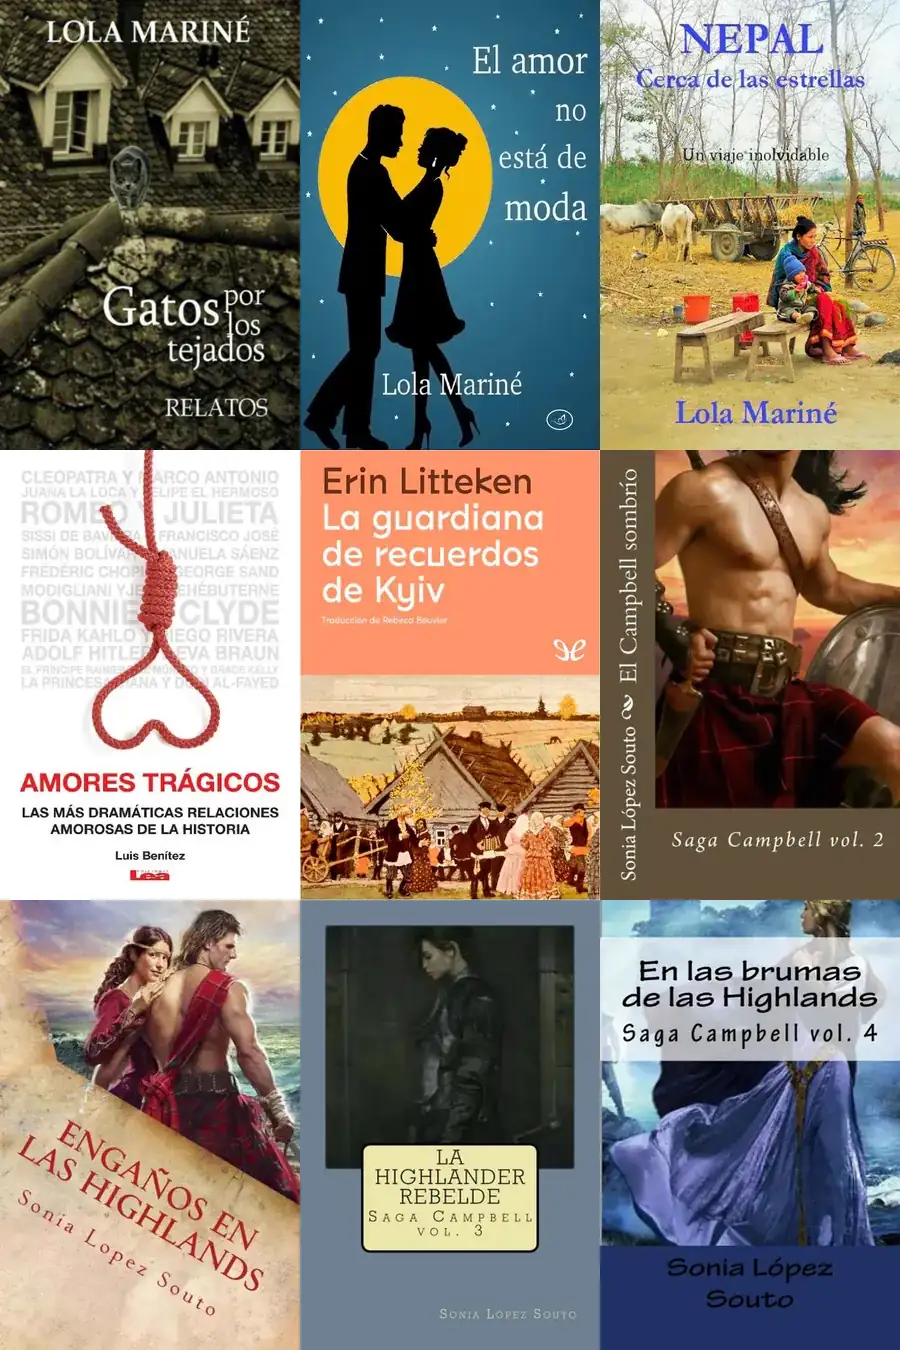 LOLA MARINÉ
Gatos por
los
tejados
RELATOS
El amor
no
está de
moda
Lola Mariné
NEPAL
Cerca de las estrellas
Un viaje inolvidable
Lola Mariné
CLEOPATRA Y MARCO ANTONIO
JUANA LA LOCA Y FELIPE EL HERMOSO
ROMEO Y JULIETA
SISSI DE BAVIERA FRANCISCO JOSÉ
SIMÓN BOLÍVAR MANUELA SÁENZ
FREDÉRIC CHOPIN GEORGE SAND
MODIGLIANI Y JE HÉBUTERNE
BONNIE CLYDE
FRIDA KAHLO Y DIEGO RIVERA
ADOLF HITLER EVA BRAUN
EL PRÍNCIPE RAINIER MÓNACO Y GRACE KELLY
LA PRINCESA DIANA Y DODI AL-FAYED
AMORES TRÁGICOS
LAS MÁS DRAMÁTICAS RELACIONES
AMOROSAS DE LA HISTORIA
Luis Benítez
Lea
Erin Litteken
La guardiana
de recuerdos
de Kyiv
Traducción de Rebeca Bouvier
Sonia López Souto El Campbell sombrío
Saga Campbell vol. 2
ENGAÑOS EN
LAS HIGHLANDS
Sonia Lopez Souto
LA
HIGHLANDER
REBELDE
SAGA CAMPBELL
VOL. 3
SONIA LÓPEZ SOUTO
En las brumas
de las Highlands
Saga Campbell vol. 4
Sonia López
Souto